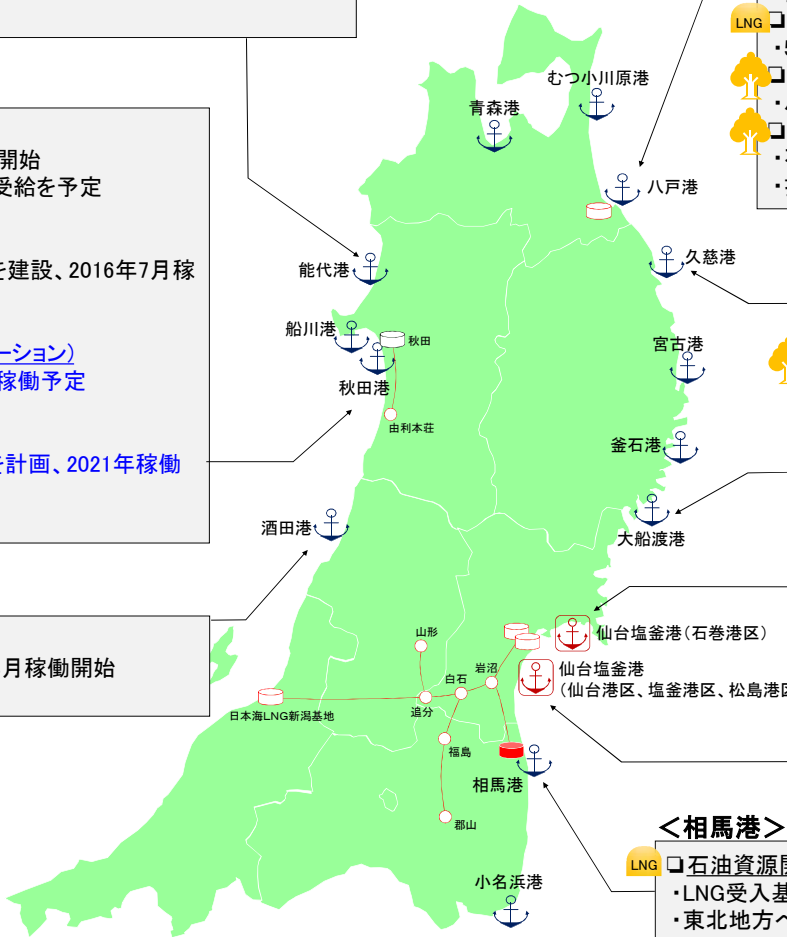 LNG
むつ小川原港
青森港
八戸港
久慈港
能代港
船川港
秋田
秋田港
由利本荘
宮古港
釜石港
大船渡港
酒田港
開始
受給を予定
を建設、2016年7月稼
ーション)
稼働予定
を計画、2021年稼働
月稼働開始
仙台塩釜港(石巻港区)
仙台塩釜港
(仙台港区、塩釜港区、松島港区
山形
岩沼
白石
追分
日本海LNG新潟基地
福島
郡山
相馬港
小名浜港
<相馬港>
LNG
❑石油資源開
・LNG受入基
・東北地方へ